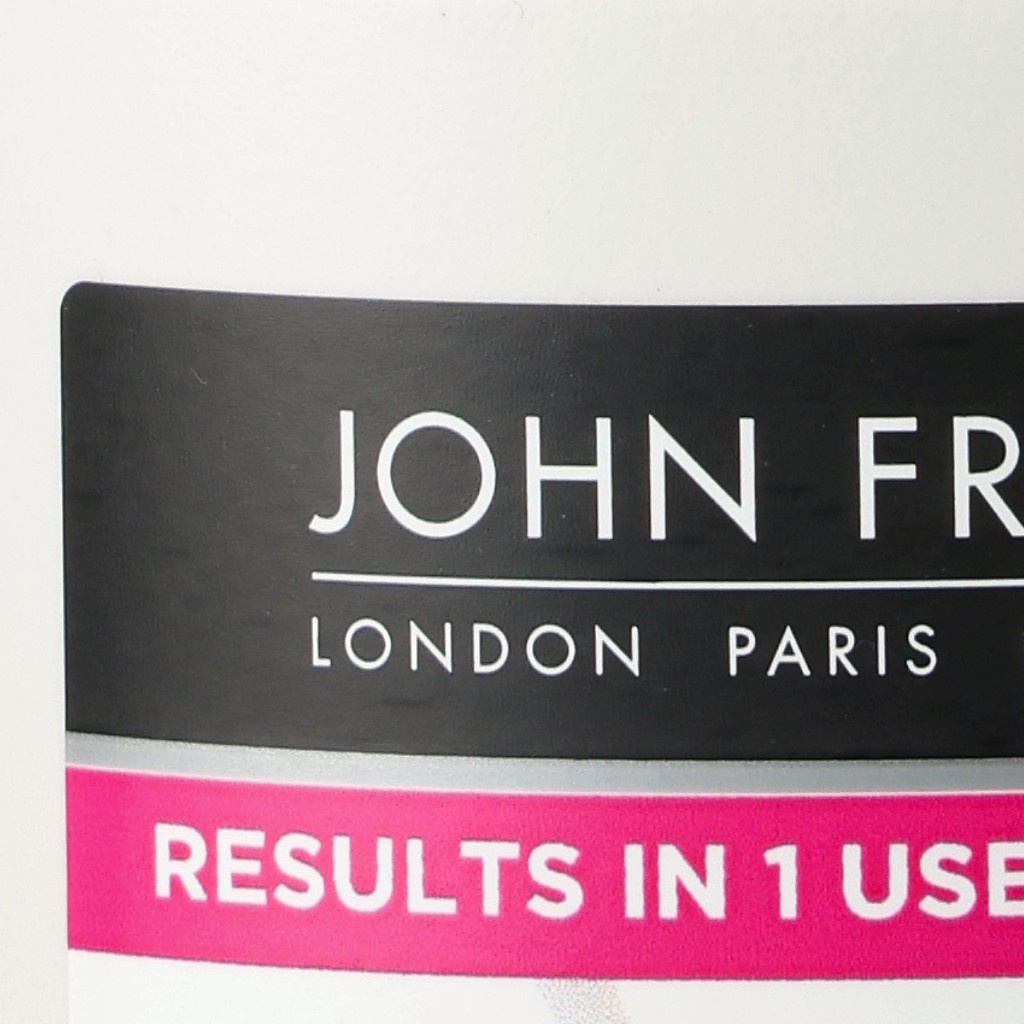 JOHN FR
LONDON PARIS
RESULTS IN 1 USE